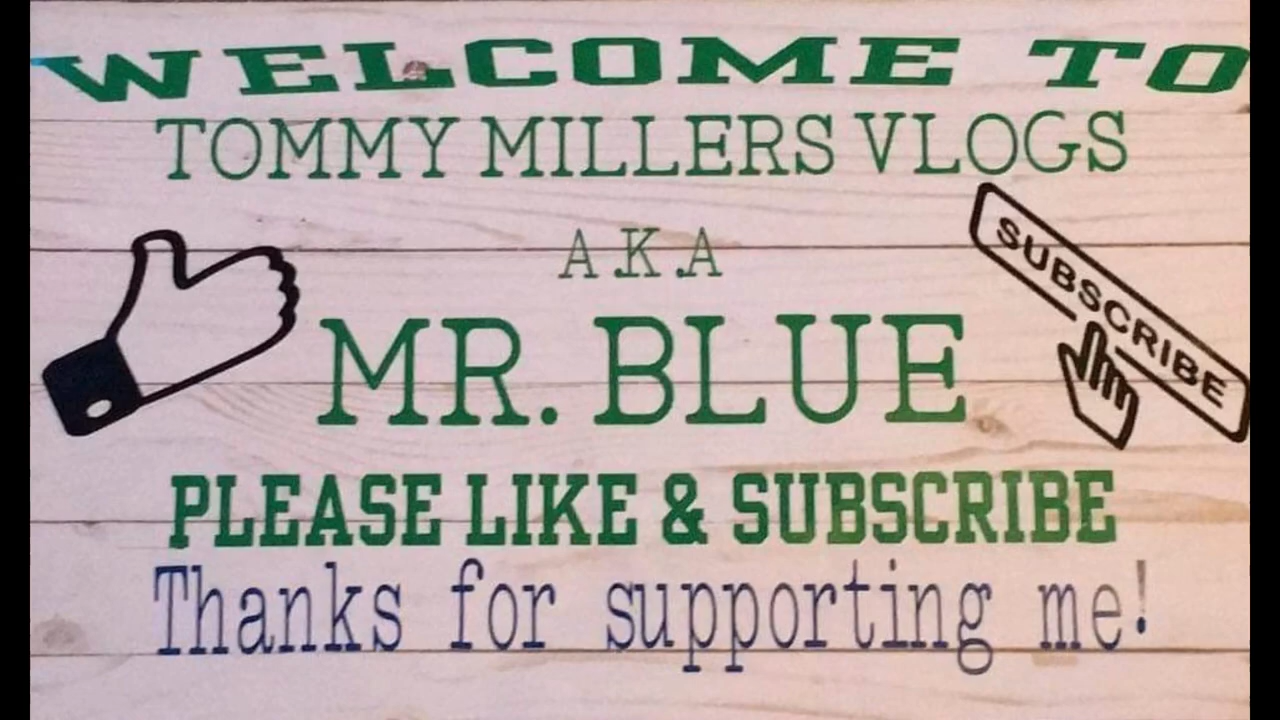 WELCOME TO
TOMMY MILLERS VLOGS
A.K.A
MR. BLUE
SUBSCRIBE
PLEASE LIKE & SUBSCRIBE
Thanks for supporting me!